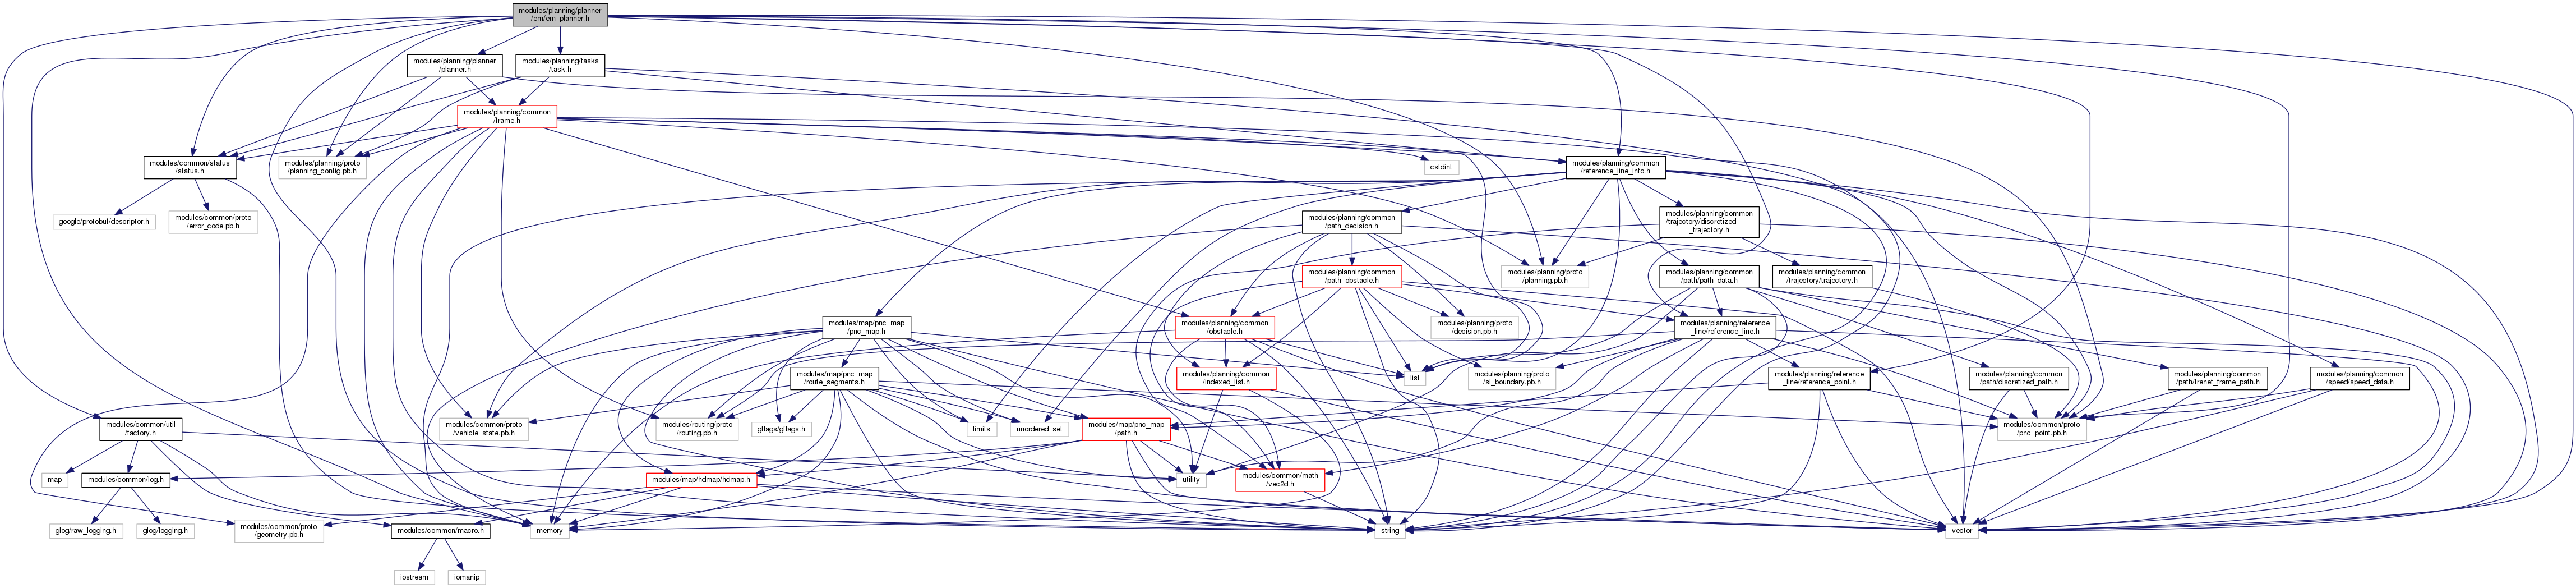 modules/planning/planner
/em/em_planner.h
modules/planning/planner
/planner.h
modules/planning/tasks
/task.h
modules/planning/common
/frame.h
modules/common/status
/status.h
modules/planning/proto
/planning_config.pb.h
cstdint
modules/planning/common
/reference_line_info.h
google/protobuf/descriptor.h
modules/common/proto
/error_code.pb.h
modules/planning/common
/path_decision.h
modules/planning/common
/trajectory/discretized
_trajectory.h
modules/planning/common
/path_obstacle.h
modules/planning/proto
/planning.pb.h
modules/planning/common
/path/path_data.h
modules/planning/common
/trajectory/trajectory.h
modules/map/pnc_map
/pnc_map.h
modules/planning/common
/obstacle.h
modules/planning/proto
/decision.pb.h
modules/planning/reference
_line/reference_line.h
modules/map/pnc_map
/route_segments.h
modules/planning/common
/indexed_list.h
list
modules/planning/proto
/sl_boundary.pb.h
modules/planning/reference
_line/reference_point.h
modules/planning/common
/path/discretized_path.h
modules/planning/common
/path/frenet_frame_path.h
modules/planning/common
/speed/speed_data.h
modules/common/util
/factory.h
modules/common/proto
/vehicle_state.pb.h
modules/routing/proto
/routing.pb.h
gflags/gflags.h
limits
unordered_set
modules/map/pnc_map
/path.h
modules/common/proto
/pnc_point.pb.h
map
modules/common/log.h
modules/map/hdmap/hdmap.h
utility
modules/common/math
/vec2d.h
glog/raw_logging.h
glog/logging.h
modules/common/proto
/geometry.pb.h
modules/common/macro.h
memory
string
vector
iostream
iomanip